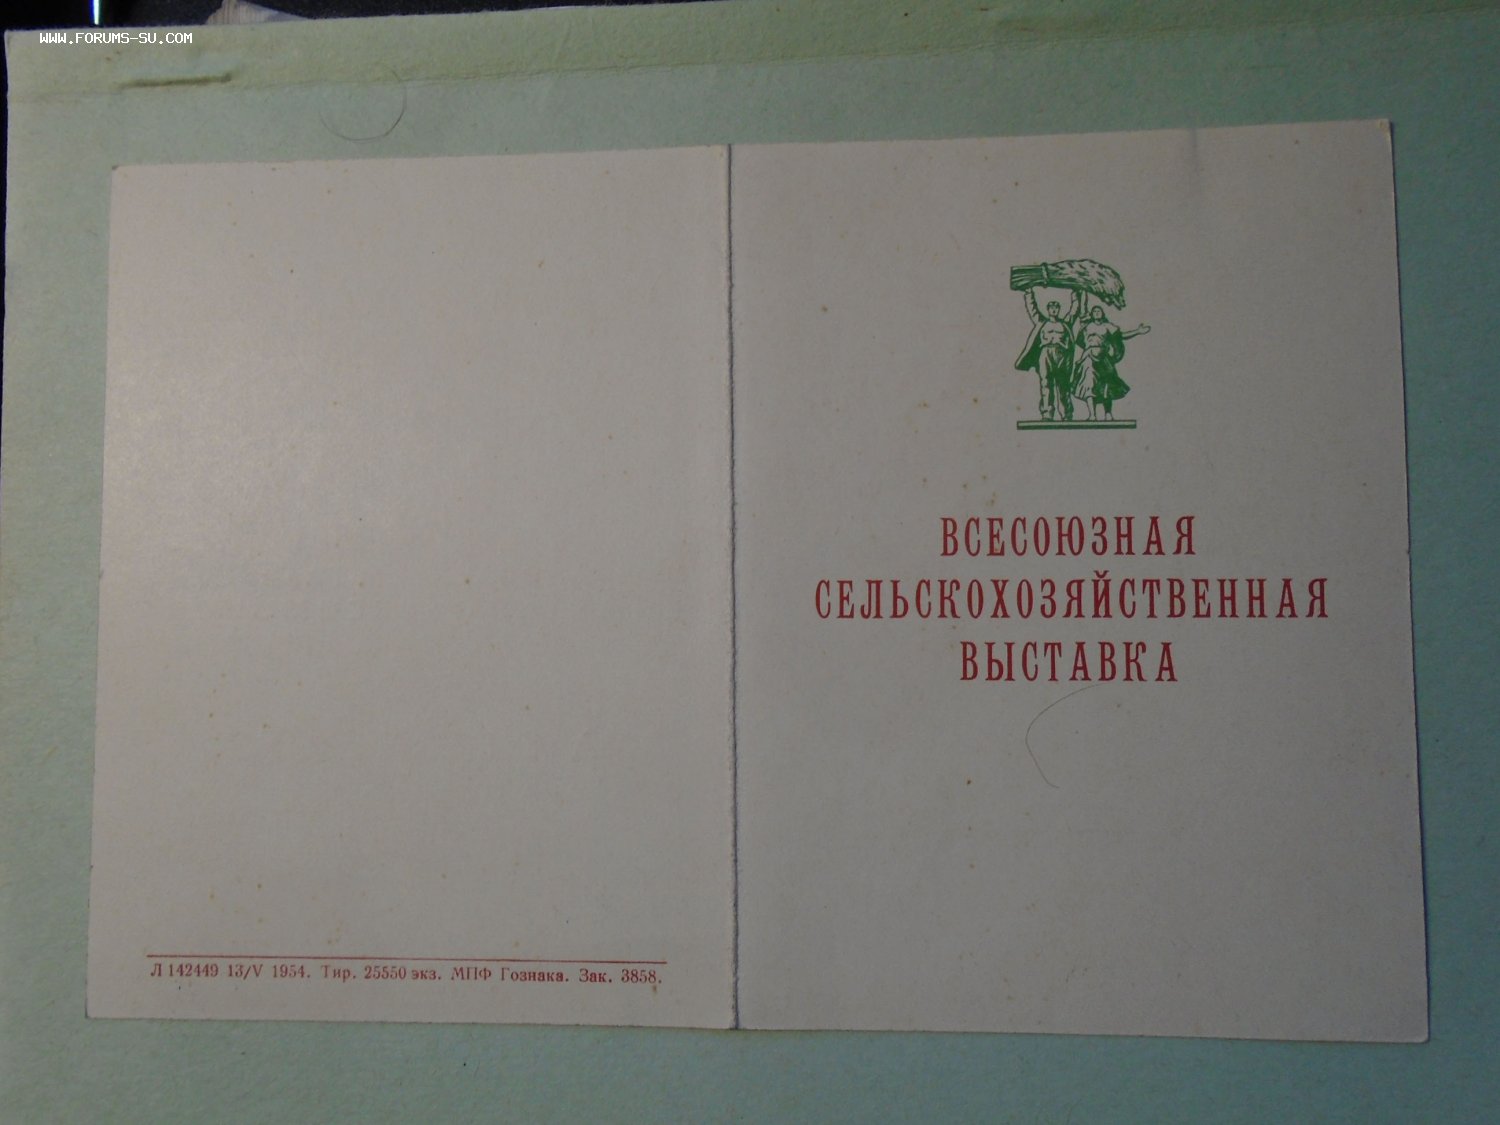 WWW.FORUMS-SU.COM
ВСЕСОЮЗНАЯ
СЕЛЬСКОХОЗЯЙСТВЕННАЯ
ВЫСТАВКА
Л 142449 13/V 1954. Тир. 25550 экз. МПФ Гознака. Зак. 3858.